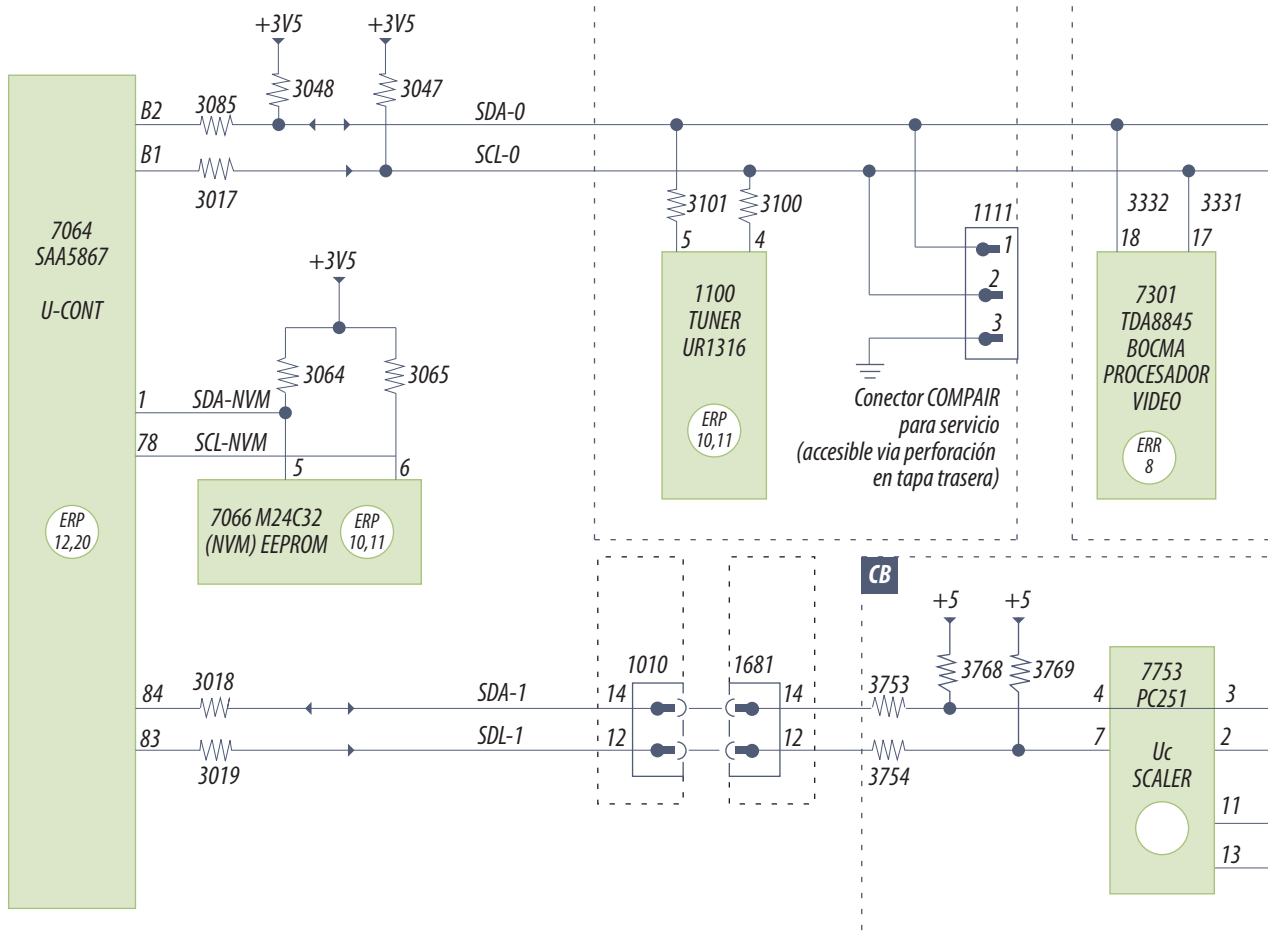 +3V5
+3V5
3048
3047
B2
3085
SDA-0
B1
SCL-0
3017
3101
3100
5
4
1111
1
2
3
3332
3331
18
17
7064
SAA5867
U-CONT
+3V5
3064
3065
1
SDA-NVM
78
SCL-NVM
5
6
7066 M24C32
(NVM) EEPROM
ERP
10,11
ERP
12,20
1100
TUNER
UR1316
ERP
10,11
Conector COMPAIR
para servicio
(accesible via perforación
en tapa trasera)
7301
TDA8845
BOCMA
PROCESADOR
VIDEO
ERR
8
CB
+5
+5
1010
1681
3768
3769
7753
PC251
Uc
SCALER
84
3018
SDA-1
14
14
3753
4
3
83
SDL-1
12
12
7
2
3019
3754
11
13